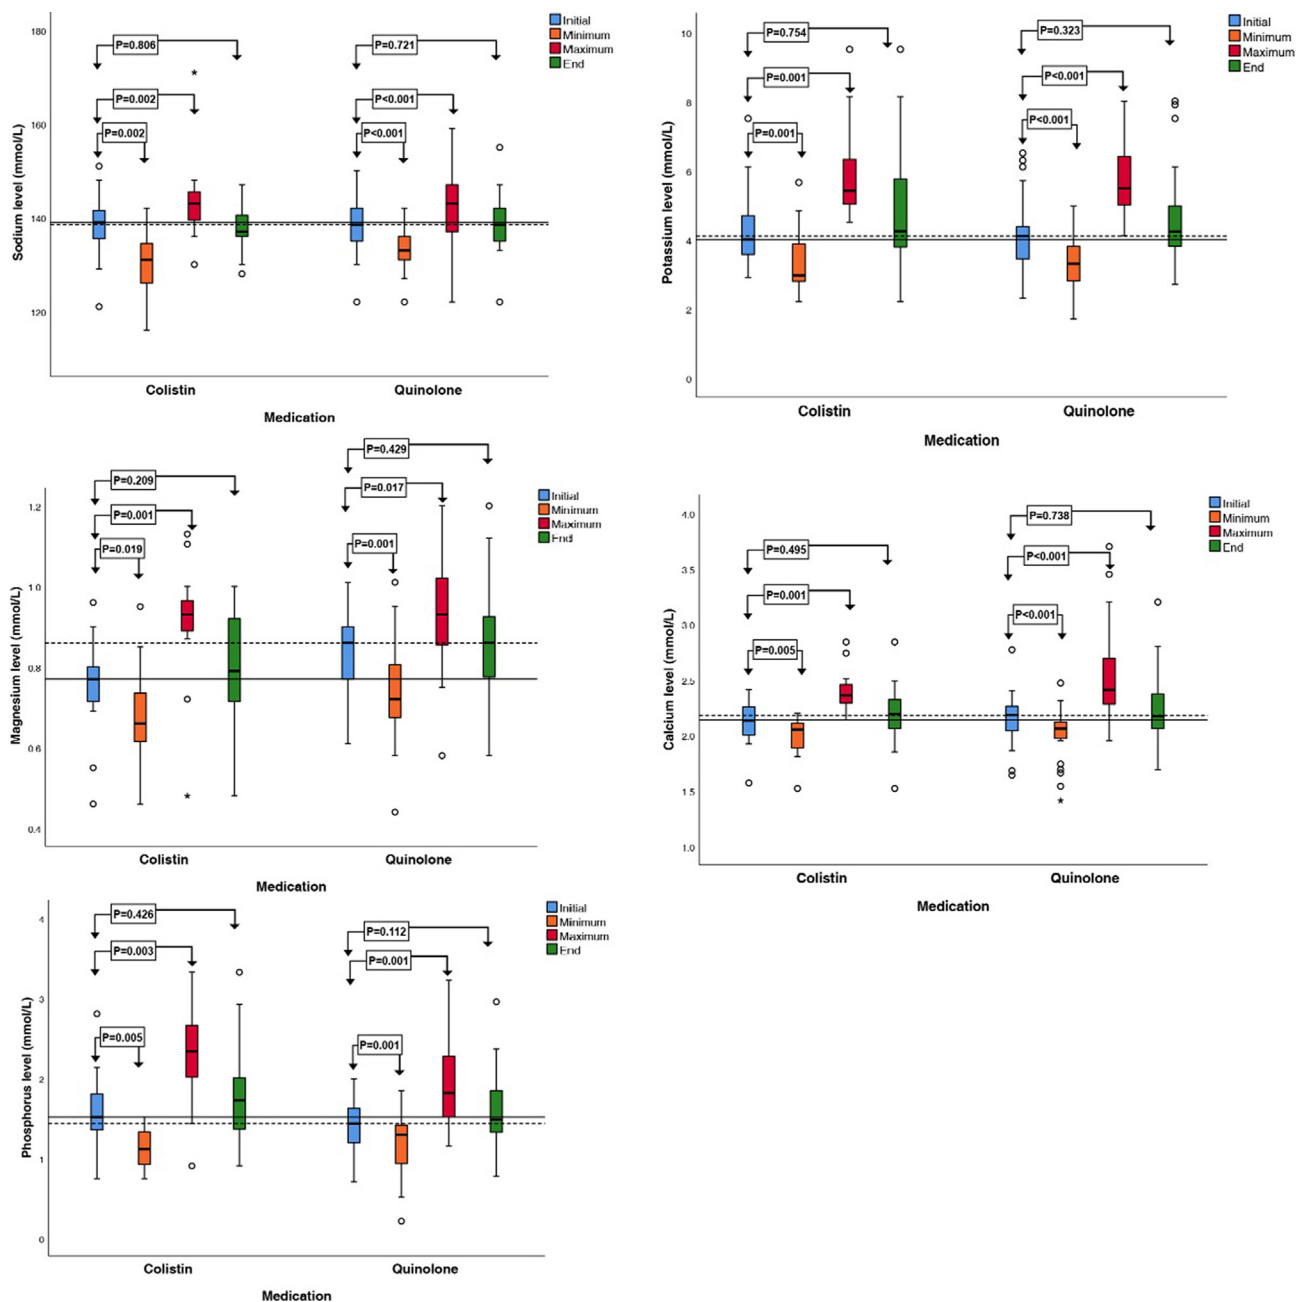 180
160
140
120
Sodium level (mmol/L)
P=0.806
P=0.002
P=0.002
P=0.721
P<0.001
P<0.001
Initial
Minimum
Maximum
End
Colistin
Quinolone
Medication
10
8
6
4
2
0
Potassium level (mmol/L)
P=0.754
P=0.001
P=0.001
P=0.323
P<0.001
P<0.001
Initial
Minimum
Maximum
End
Colistin
Quinolone
Medication
1.2
1.0
0.8
0.6
0.4
Magnesium level (mmol/L)
P=0.209
P=0.001
P=0.019
P=0.429
P=0.017
P=0.001
Initial
Minimum
Maximum
End
Colistin
Quinolone
Medication
4.0
3.5
3.0
2.5
2.0
1.5
1.0
Calcium level (mmol/L)
P=0.495
P=0.001
P=0.005
P=0.738
P<0.001
P<0.001
Initial
Minimum
Maximum
End
Colistin
Quinolone
Medication
4
3
2
1
0
Phosphorus level (mmol/L)
P=0.426
P=0.003
P=0.005
P=0.112
P=0.001
P=0.001
Initial
Minimum
Maximum
End
Colistin
Quinolone
Medication